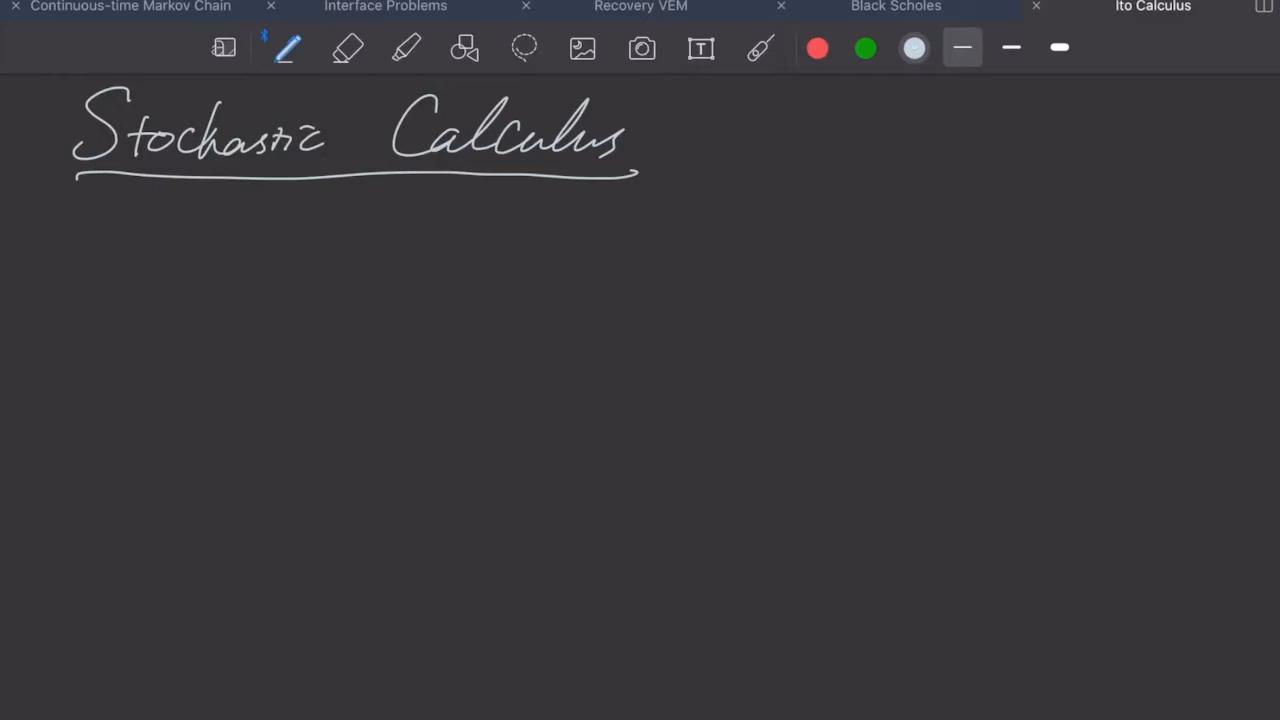 Continuous-time Markov Chain Interface Problems Recovery VEM Black Scholes Ito Calculus
T
Stochastic Calculus